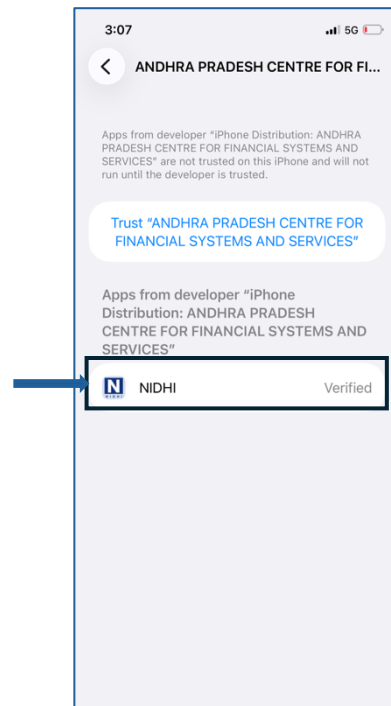 3:07
5G
ANDHRA PRADESH CENTRE FOR FI...
Apps from developer “iPhone Distribution: ANDHRA
PRADESH CENTRE FOR FINANCIAL SYSTEMS AND
SERVICES” are not trusted on this iPhone and will not
run until the developer is trusted.
Trust “ANDHRA PRADESH CENTRE FOR
FINANCIAL SYSTEMS AND SERVICES”
Apps from developer “iPhone
Distribution: ANDHRA PRADESH
CENTRE FOR FINANCIAL SYSTEMS AND
SERVICES”
N
NIDHI
NIDHI
Verified